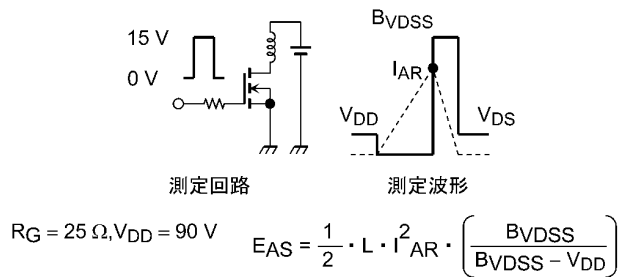 15 V
0 V
BVDSS
IAR
VDD
VDS
測定回路
測定波形
RG = 25 Ω,VDD = 90 V
EAS = 1/2 · L · I²AR · (BVDSS / (BVDSS − VDD))